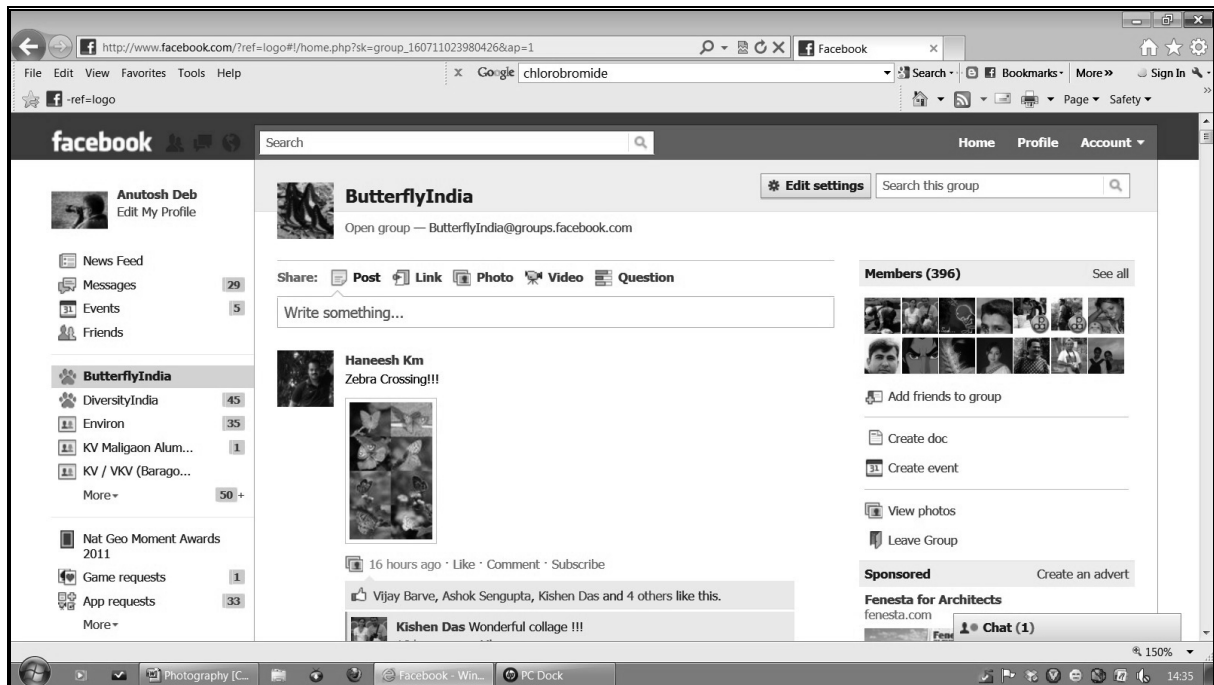 http://www.facebook.com/?ref=logo#!/home.php?sk=group_160711023980426&ap=1
Facebook
File Edit View Favorites Tools Help
x Google chlorobromide
Search
Bookmarks
More »
Sign In
-ref=logo
Page Safety
facebook
Search
Home Profile Account
Anutosh Deb
Edit My Profile
News Feed
Messages 29
Events 5
Friends
ButterflyIndia
DiversityIndia 45
Environ 35
KV Maligaon Alum... 1
KV / VKV (Barago...
More 50 +
Nat Geo Moment Awards
2011
Game requests 1
App requests 33
More
ButterflyIndia
Edit settings
Search this group
Open group — ButterflyIndia@groups.facebook.com
Share: Post Link Photo Video Question
Write something...
Haneesh Km
Zebra Crossing!!!
16 hours ago · Like · Comment · Subscribe
Vijay Barve, Ashok Sengupta, Kishen Das and 4 others like this.
Kishen Das Wonderful collage !!!
Members (396) See all
Add friends to group
Create doc
31 Create event
View photos
Leave Group
Sponsored Create an advert
Fenesta for Architects
fenesta.com
Chat (1)
150%
Photography [C...
Facebook - Win...
PC Dock
14:35